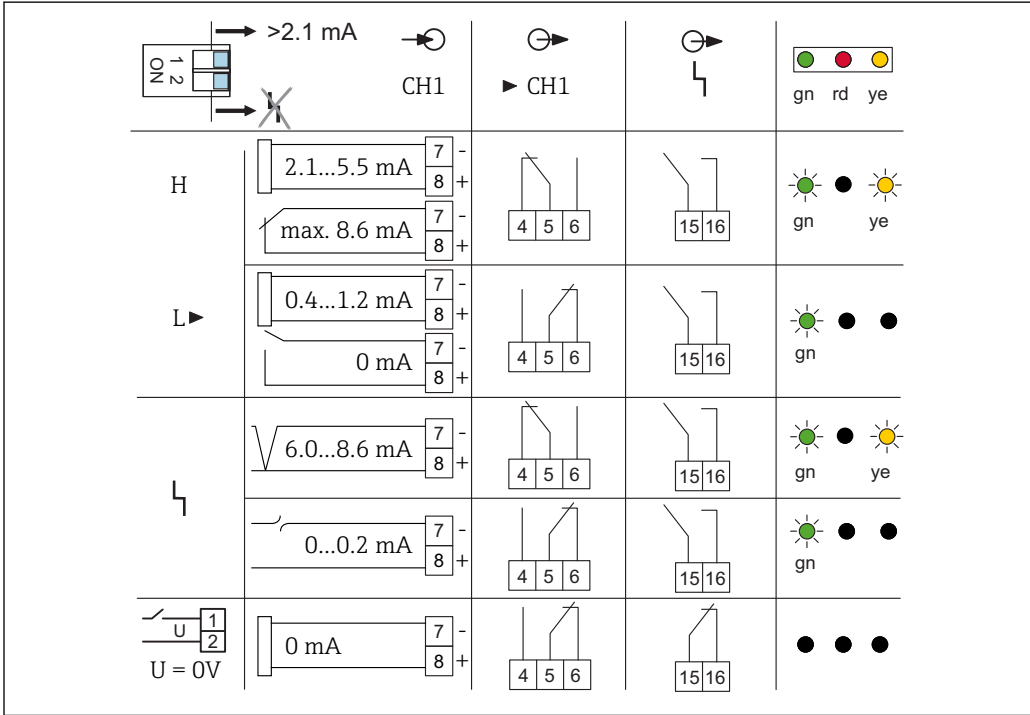 >2.1 mA
1 2
ON
CH1
► CH1
gn rd ye
H
2.1...5.5 mA
7 -
8 +
max. 8.6 mA
7 -
8 +
4 5 6
15 16
gn ye
L►
0.4...1.2 mA
7 -
8 +
0 mA
7 -
8 +
4 5 6
15 16
gn
6.0...8.6 mA
7 -
8 +
4 5 6
15 16
gn ye
0...0.2 mA
7 -
8 +
4 5 6
15 16
gn
U
1
2
U = 0V
0 mA
7 -
8 +
4 5 6
15 16